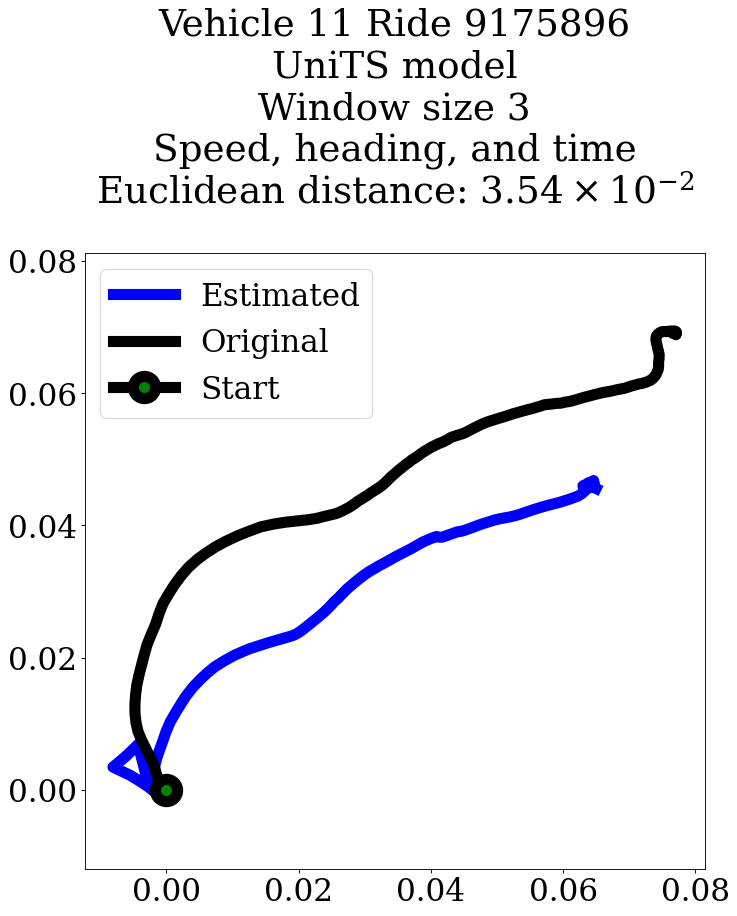 Vehicle 11 Ride 9175896
UniTS model
Window size 3
Speed, heading, and time
Euclidean distance: 3.54 × 10⁻²
0.08
0.06
0.04
0.02
0.00
Estimated
Original
Start
0.00 0.02 0.04 0.06 0.08